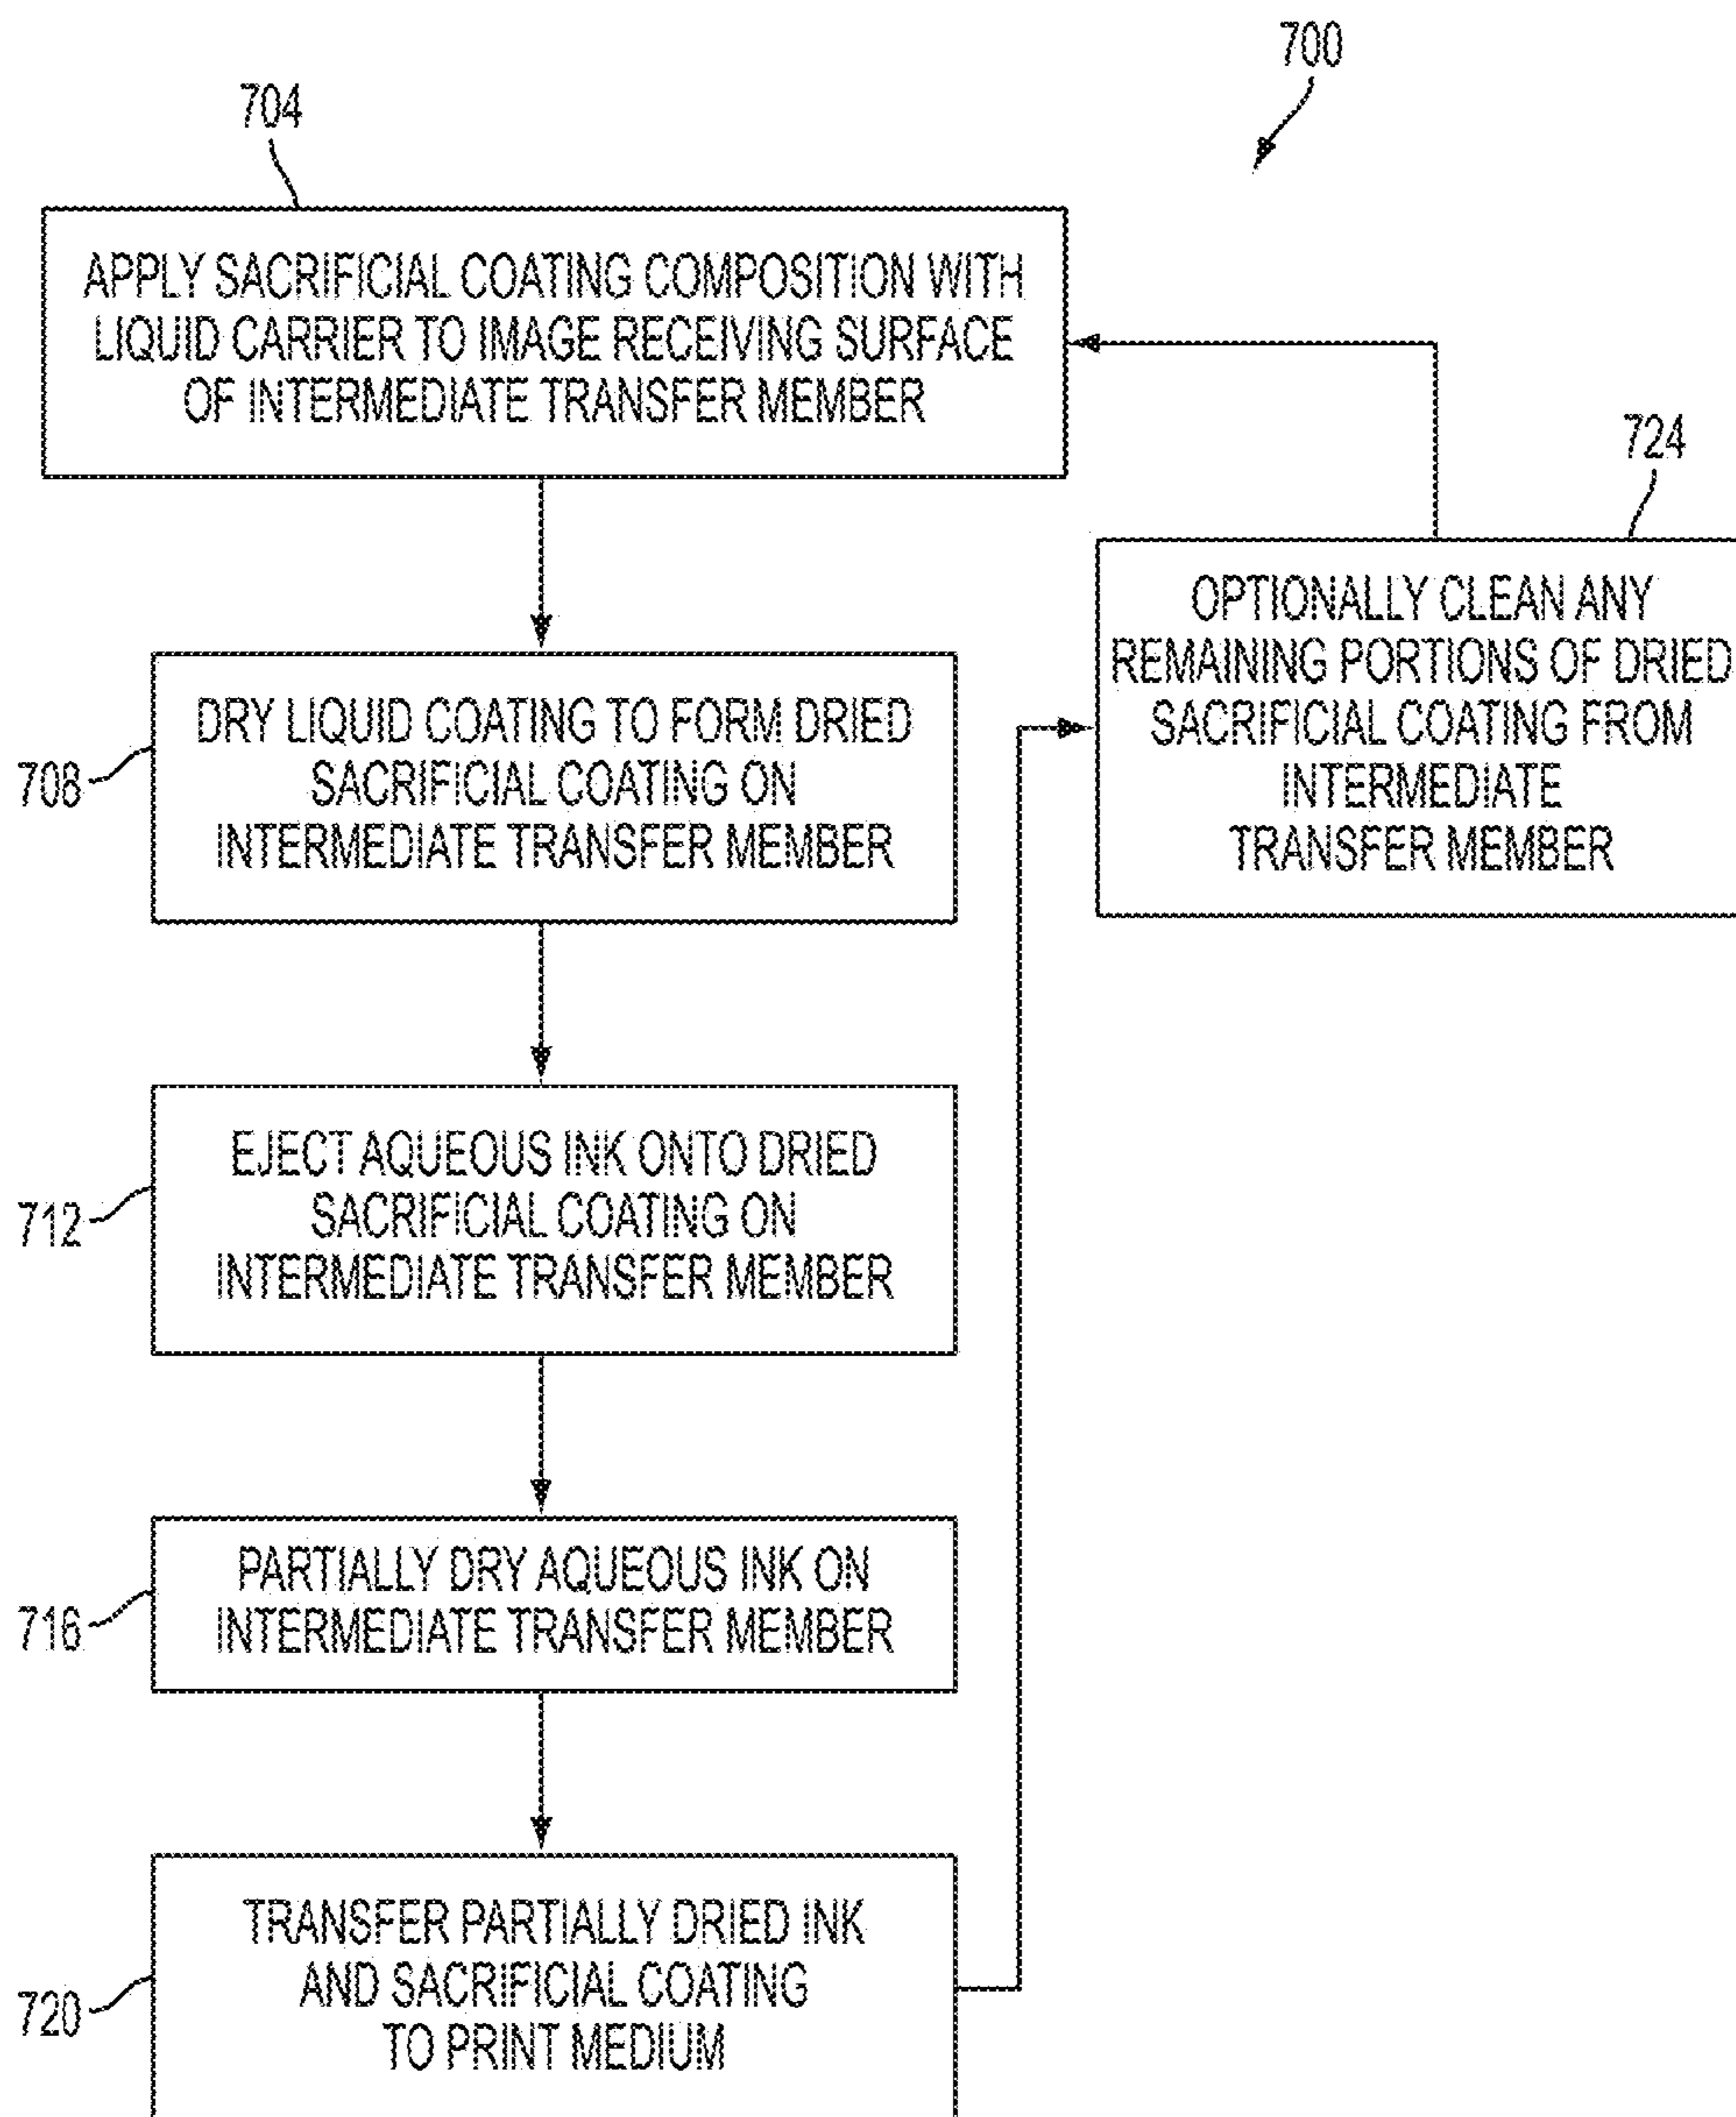 700
704
APPLY SACRIFICIAL COATING COMPOSITION WITH
LIQUID CARRIER TO IMAGE RECEIVING SURFACE
OF INTERMEDIATE TRANSFER MEMBER
724
OPTIONALLY CLEAN ANY
REMAINING PORTIONS OF DRIED
SACRIFICIAL COATING FROM
INTERMEDIATE
TRANSFER MEMBER
708
DRY LIQUID COATING TO FORM DRIED
SACRIFICIAL COATING ON
INTERMEDIATE TRANSFER MEMBER
712
EJECT AQUEOUS INK ONTO DRIED
SACRIFICIAL COATING ON
INTERMEDIATE TRANSFER MEMBER
716
PARTIALLY DRY AQUEOUS INK ON
INTERMEDIATE TRANSFER MEMBER
720
TRANSFER PARTIALLY DRIED INK
AND SACRIFICIAL COATING
TO PRINT MEDIUM